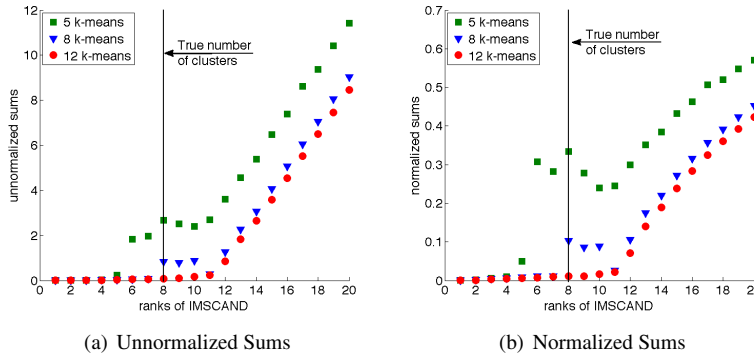 12
10
8
6
4
2
0
unnormalized sums
5 k-means
8 k-means
12 k-means
True number
of clusters
0 2 4 6 8 10 12 14 16 18 20
ranks of IMSCAND
(a) Unnormalized Sums
0.7
0.6
0.5
0.4
0.3
0.2
0.1
0
normalized sums
5 k-means
8 k-means
12 k-means
True number
of clusters
0 2 4 6 8 10 12 14 16 18 20
ranks of IMSCAND
(b) Normalized Sums